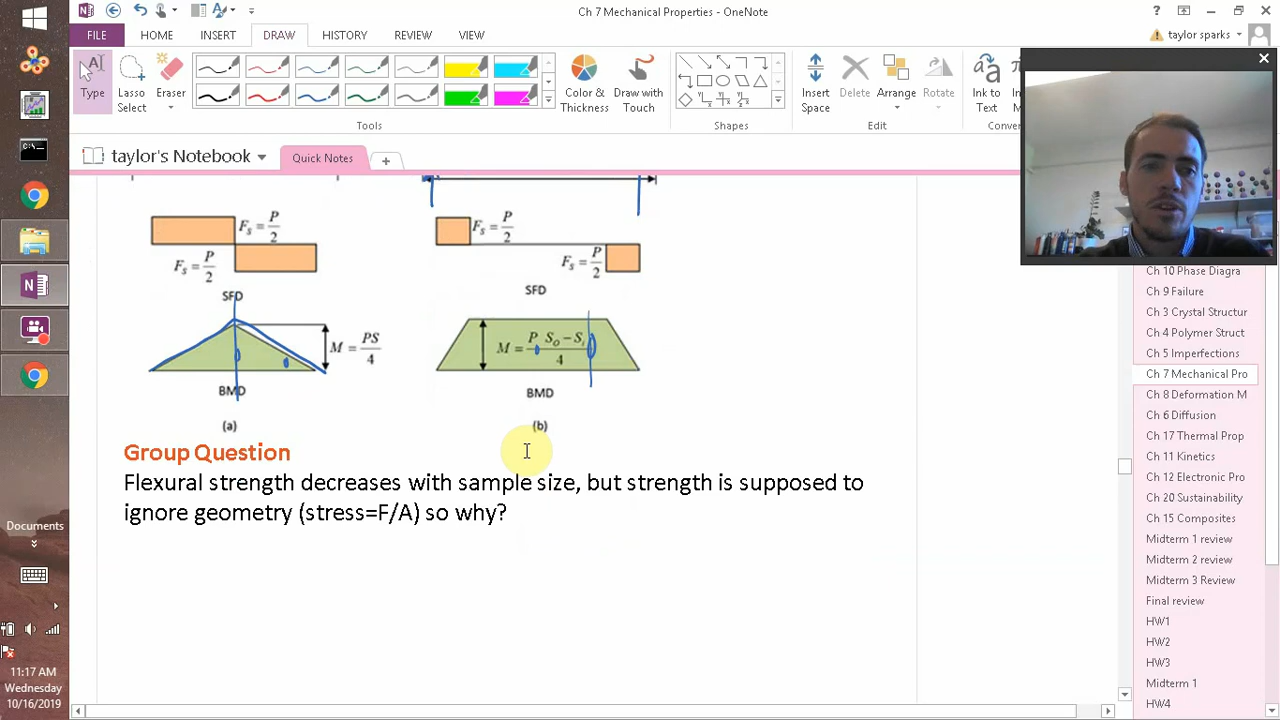 Ch 7 Mechanical Properties - OneNote
FILE
HOME
INSERT
DRAW
HISTORY
REVIEW
VIEW
taylor sparks
Type
Lasso
Select
Eraser
Color &
Thickness
Draw with
Touch
Insert
Space
Delete
Arrange
Rotate
Ink to
Text
Tools
Shapes
Edit
Conver
taylor's Notebook
Quick Notes
F_s = P/2
F_s = P/2
SFD
M = PS/4
BMD
(a)
F_s = P/2
F_s = P/2
SFD
M = P S_o − S_i / 4
BMD
(b)
Group Question
Flexural strength decreases with sample size, but strength is supposed to
ignore geometry (stress=F/A) so why?
Ch 10 Phase Diagra
Ch 9 Failure
Ch 3 Crystal Structur
Ch 4 Polymer Struct
Ch 5 Imperfections
Ch 7 Mechanical Pro
Ch 8 Deformation M
Ch 6 Diffusion
Ch 17 Thermal Prop
Ch 11 Kinetics
Ch 12 Electronic Pro
Ch 20 Sustainability
Ch 15 Composites
Midterm 1 review
Midterm 2 review
Midterm 3 Review
Final review
HW1
HW2
HW3
Midterm 1
HW4
Documents
11:17 AM
Wednesday
10/16/2019